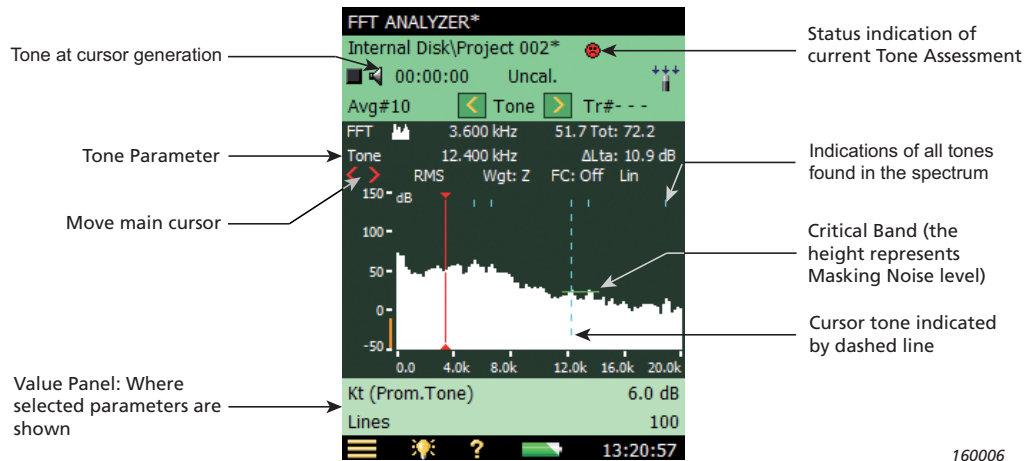 FFT ANALYZER*
Internal Disk\Project 002*
00:00:00 Uncal.
Avg#10 < Tone > Tr#- - -
FFT 3.600 kHz 51.7 Tot: 72.2
Tone 12.400 kHz ΔLta: 10.9 dB
< > RMS Wgt: Z FC: Off Lin
150 dB
100
50
0
-50
0.0 4.0k 8.0k 12.0k 16.0k 20.0k
Kt (Prom.Tone) 6.0 dB
Lines 100
? 13:20:57
Tone at cursor generation
Tone Parameter
Move main cursor
Value Panel: Where
selected parameters are
shown
Status indication of
current Tone Assessment
Indications of all tones
found in the spectrum
Critical Band (the
height represents
Masking Noise level)
Cursor tone indicated
by dashed line
160006